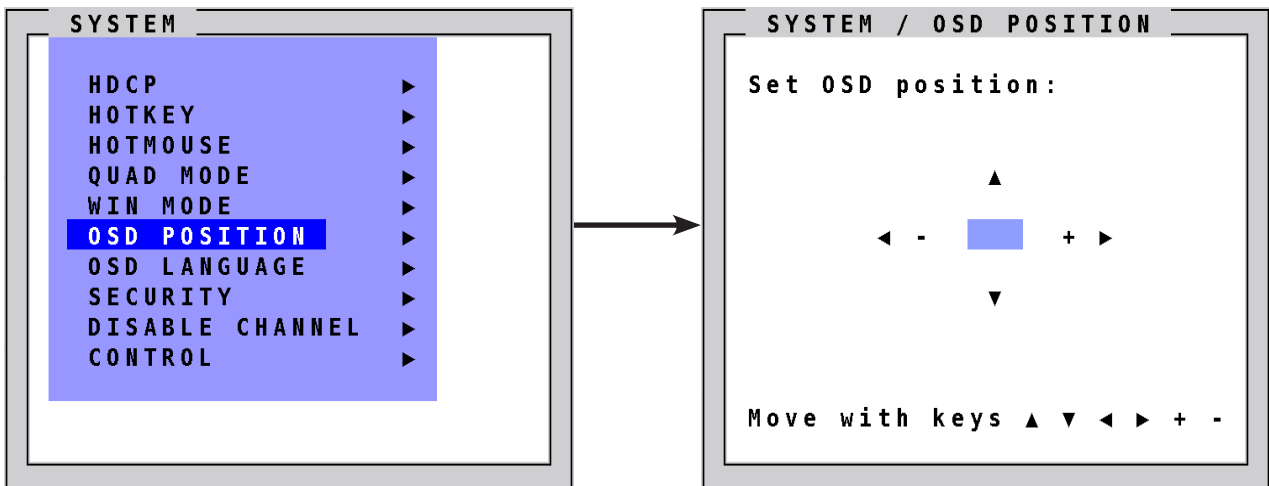 SYSTEM
HDCP ▶
HOTKEY ▶
HOTMOUSE ▶
QUAD MODE ▶
WIN MODE ▶
OSD POSITION ▶
OSD LANGUAGE ▶
SECURITY ▶
DISABLE CHANNEL ▶
CONTROL ▶
SYSTEM / OSD POSITION
Set OSD position:
▲
◀ - + ▶
▼
Move with keys ▲ ▼ ◀ ▶ + -